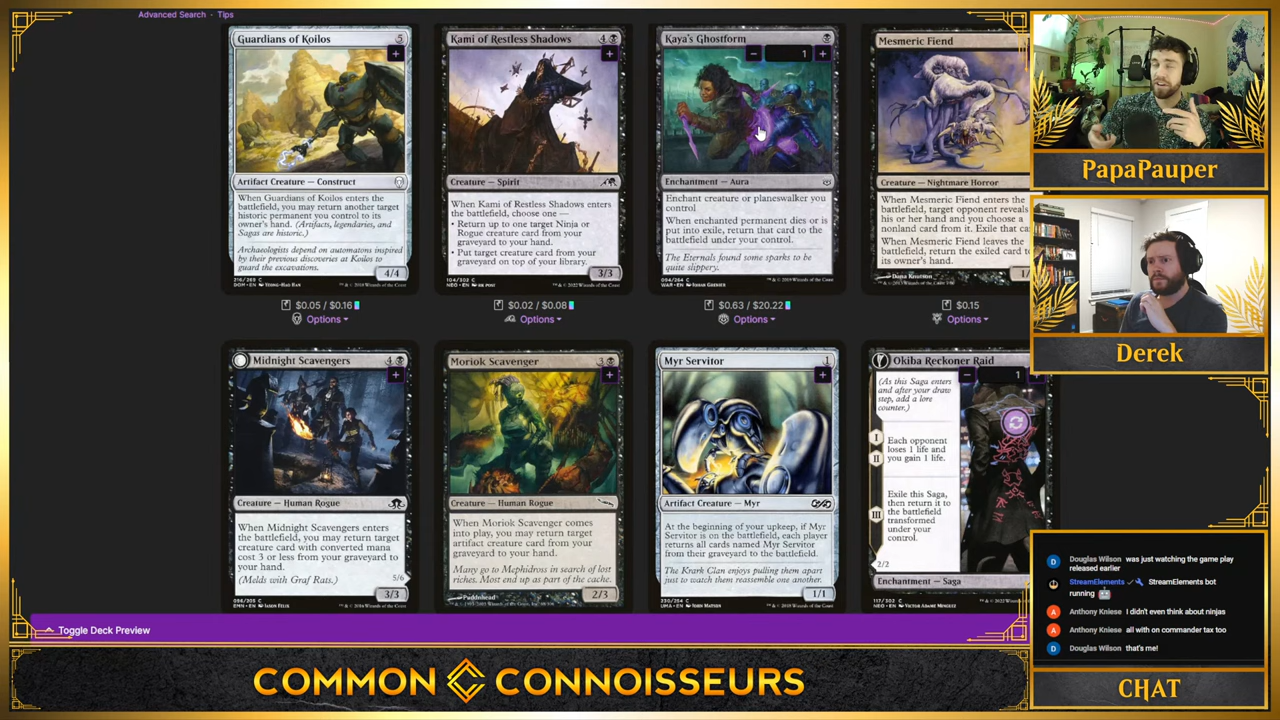 Advanced Search · Tips
Guardians of Koilos 5
Artifact Creature — Construct
When Guardians of Koilos enters the
battlefield, you may return another target
historic permanent you control to its
owner's hand. (Artifacts, legendaries, and
Sagas are historic.)
Archaeologists depend on automatons inspired
by their previous discoveries at Koilos to
guard the excavations.
4/4
$0.05 / $0.16
Options
Kami of Restless Shadows 4
Creature — Spirit
When Kami of Restless Shadows enters
the battlefield, choose one —
• Return up to one target Ninja or
Rogue creature card from your
graveyard to your hand.
• Put target creature card from your
graveyard on top of your library.
3/3
$0.02 / $0.08
Options
Kaya's Ghostform
− 1 +
Enchantment — Aura
Enchant creature or planeswalker you
control
When enchanted permanent dies or is
put into exile, return that card to the
battlefield under your control.
The Eternals found some sparks to be
quite slippery.
$0.63 / $20.22
Options
Mesmeric Fiend
Creature — Nightmare Horror
When Mesmeric Fiend enters the
battlefield, target opponent reveals
his or her hand and you choose a
nonland card from it. Exile that ca
When Mesmeric Fiend leaves the
battlefield, return the exiled card to
its owner's hand.
Dana Knutson
1/
$0.15
Options
Midnight Scavengers 4
Creature — Human Rogue
When Midnight Scavengers enters
the battlefield, you may return target
creature card with converted mana
cost 3 or less from your graveyard to
your hand.
(Melds with Graf Rats.)
5/6
3/3
Moriok Scavenger 3
Creature — Human Rogue
When Moriok Scavenger comes
into play, you may return target
artifact creature card from your
graveyard to your hand.
Many go to Mephidross in search of lost
riches. Most end up as part of the cache.
2/3
Myr Servitor 1
Artifact Creature — Myr
At the beginning of your upkeep, if Myr
Servitor is on the battlefield, each player
returns all cards named Myr Servitor
from their graveyard to the battlefield.
The Krark Clan enjoys pulling them apart
just to watch them reassemble one another.
1/1
Okiba Reckoner Raid
− 1
(As this Saga enters
and after your draw
step, add a lore
counter.)
I
II
Each opponent
loses 1 life and
you gain 1 life.
III
Exile this Saga,
then return it to
the battlefield
transformed
under your
control.
2/2
Enchantment — Saga
Toggle Deck Preview
COMMON CONNOISSEURS
PAPAPAUPER
Derek
Douglas Wilson was just watching the game play
released earlier
StreamElements StreamElements bot
running
Anthony Kniese I didn't even think about ninjas
Anthony Kniese all with on commander tax too
Douglas Wilson that's me!
CHAT